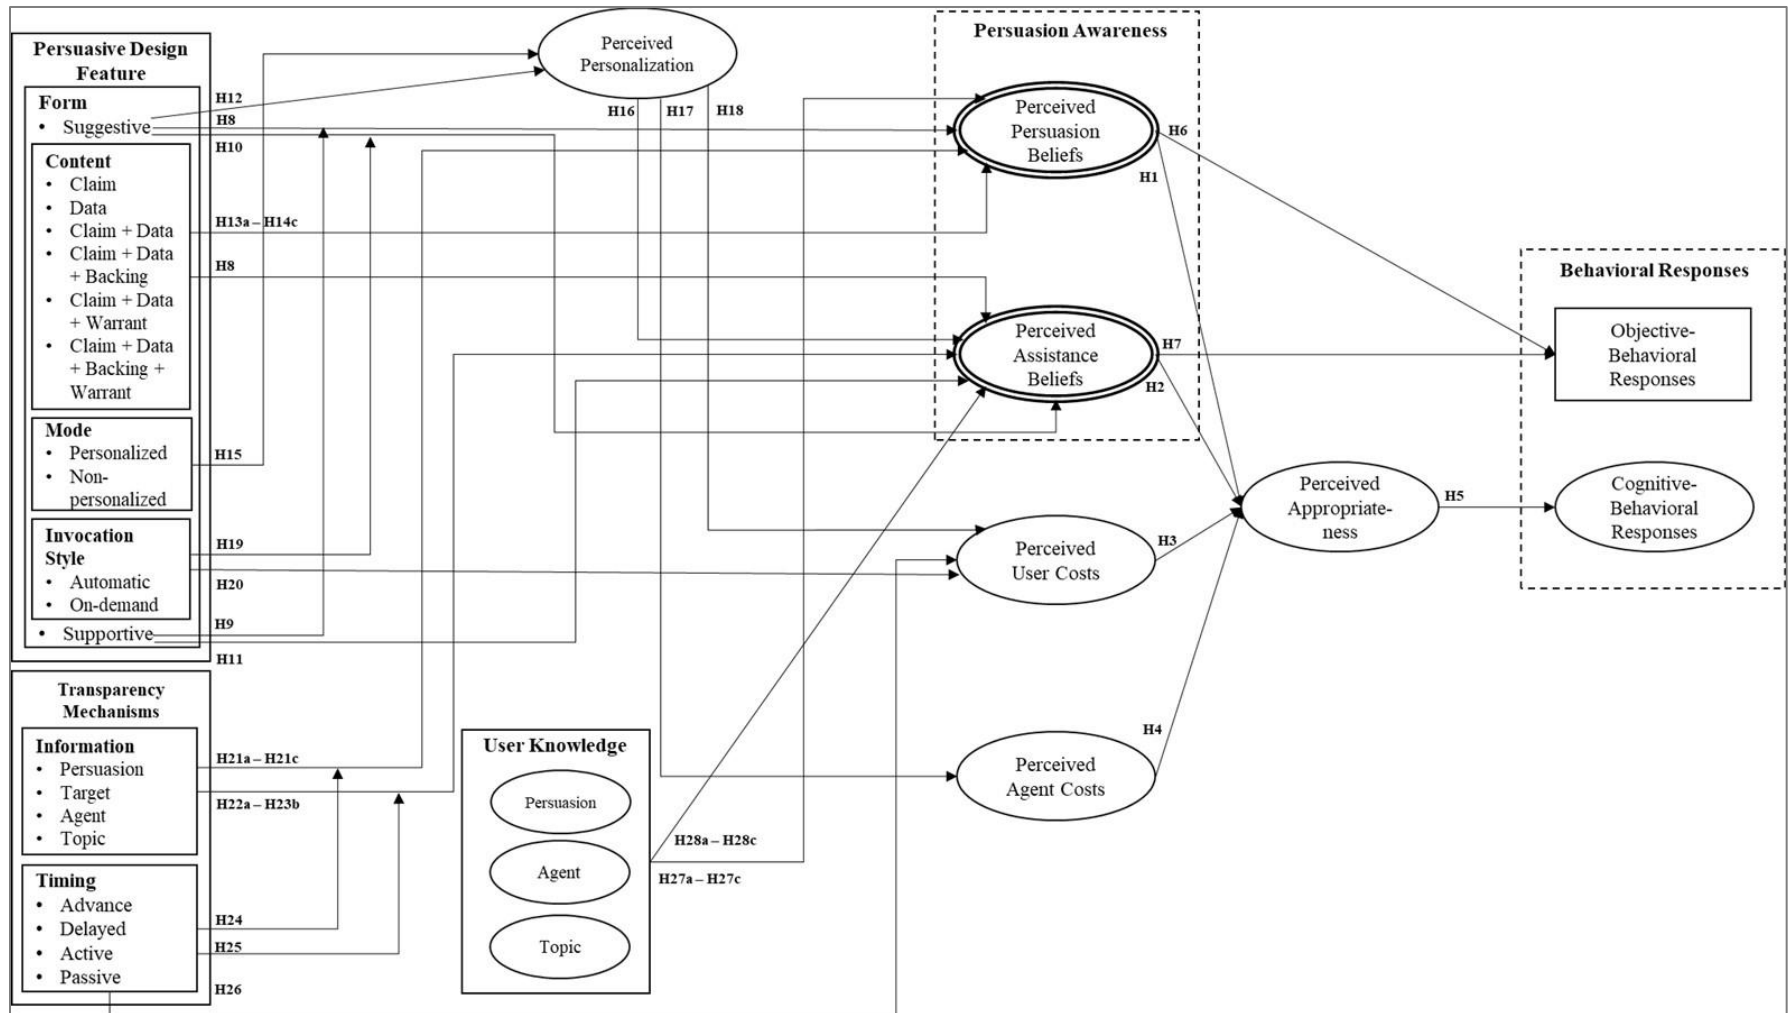 Persuasive Design
Feature
Form
• Suggestive
Content
• Claim
• Data
• Claim + Data
• Claim + Data
+ Backing
• Claim + Data
+ Warrant
• Claim + Data
+ Backing +
Warrant
Mode
• Personalized
• Non-
personalized
Invocation
Style
• Automatic
• On-demand
• Supportive
H12
H8
H10
H13a – H14c
H8
H15
H19
H20
H9
H11
Transparency
Mechanisms
Information
• Persuasion
• Target
• Agent
• Topic
Timing
• Advance
• Delayed
• Active
• Passive
H21a – H21c
H22a – H23b
H24
H25
H26
Perceived
Personalization
H16
H17
H18
User Knowledge
Persuasion
Agent
Topic
H28a – H28c
H27a – H27c
Persuasion Awareness
Perceived
Persuasion
Beliefs
H6
H1
Perceived
Assistance
Beliefs
H7
H2
Perceived
User Costs
H3
Perceived
Agent Costs
H4
Perceived
Appropriate-
ness
H5
Behavioral Responses
Objective-
Behavioral
Responses
Cognitive-
Behavioral
Responses